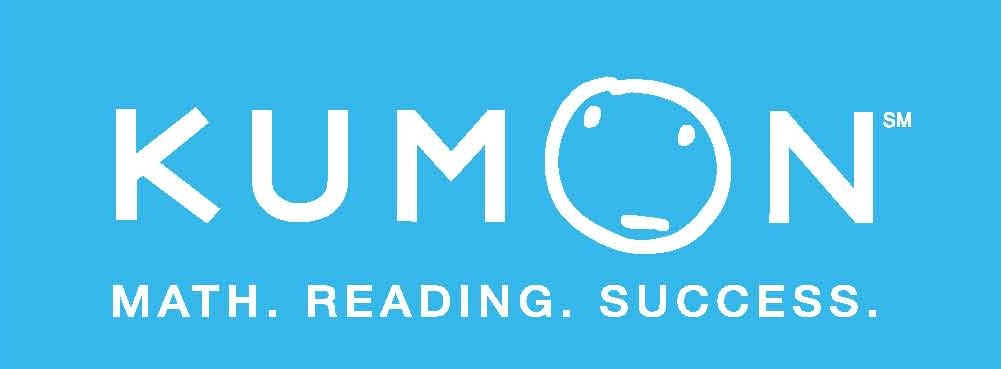 KUMON SM
MATH. READING. SUCCESS.